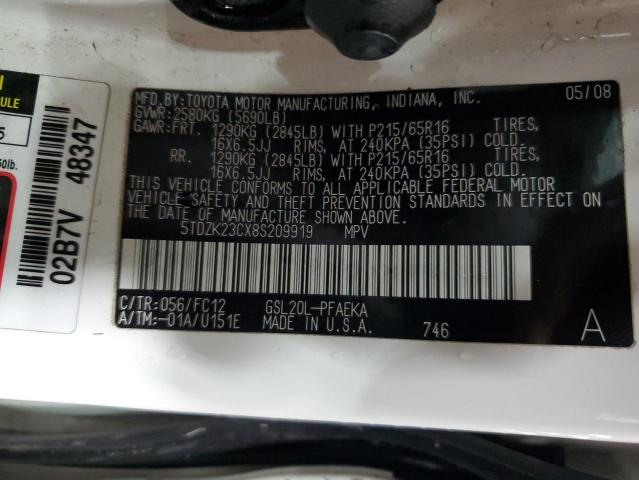 MFD.BY:TOYOTA MOTOR MANUFACTURING, INDIANA, INC. 05/08
GVWR:2580KG (5690LB)
GAWR:FRT. 1290KG (2845LB) WITH P215/65R16 TIRES,
16X6.5JJ RIMS, AT 240KPA (35PSI) COLD.
RR. 1290KG (2845LB) WITH P215/65R16 TIRES,
16X6.5JJ RIMS, AT 240KPA (35PSI) COLD.
THIS VEHICLE CONFORMS TO ALL APPLICABLE FEDERAL MOTOR
VEHICLE SAFETY AND THEFT PREVENTION STANDARDS IN EFFECT ON
THE DATE OF MANUFACTURE SHOWN ABOVE.
5TDZK23CX8S209919 MPV
C/TR:056/FC12 GSL20L-PFAEKA
A/TM:-01A/U151E MADE IN U.S.A. 746 A
02B7V 48347
5
50lb.